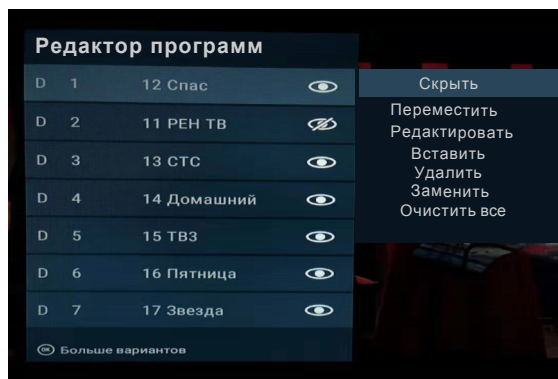 Редактор программ
D 1 12 Спас
D 2 11 РЕН ТВ
D 3 13 СТС
D 4 14 Домашний
D 5 15 ТВ3
D 6 16 Пятница
D 7 17 Звезда
OK Больше вариантов
Скрыть
Переместить
Редактировать
Вставить
Удалить
Заменить
Очистить все